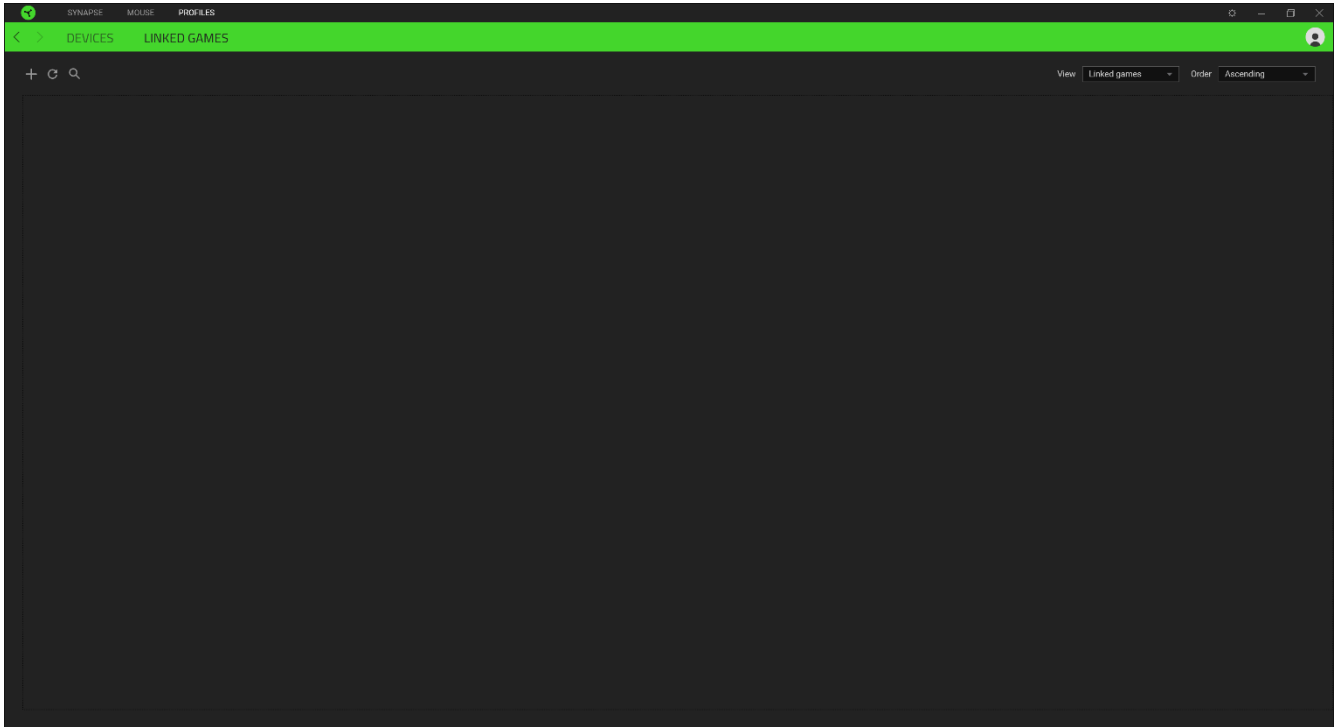 SYNAPSE MOUSE PROFILES
DEVICES LINKED GAMES
View Linked games Order Ascending